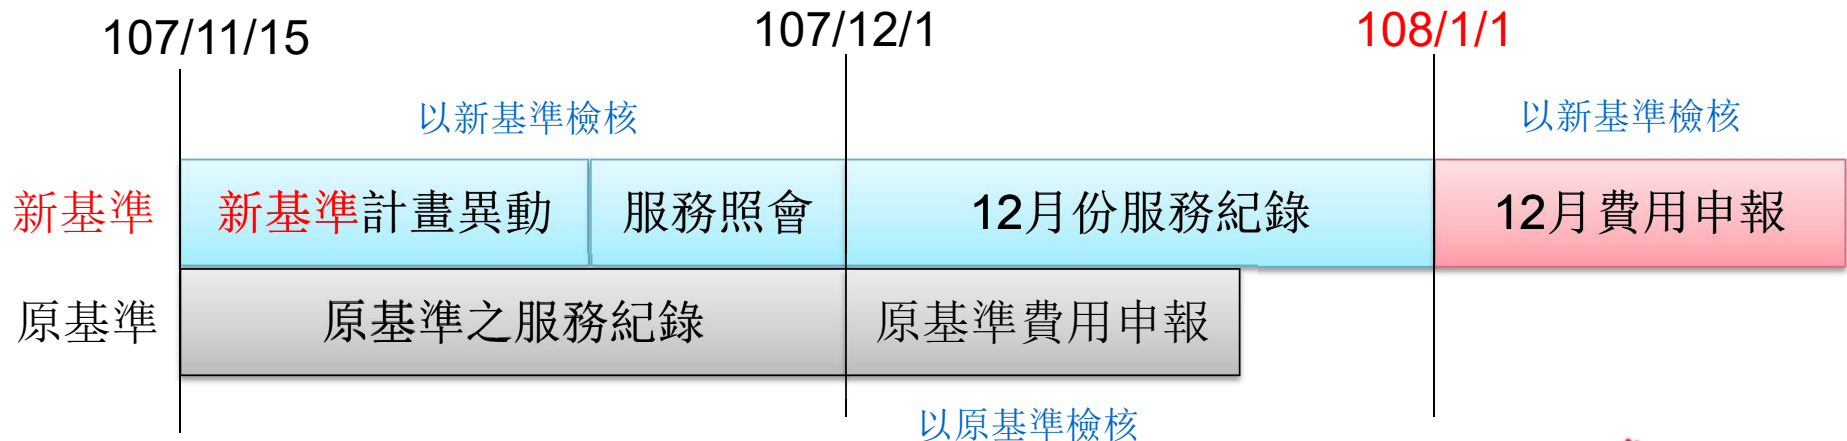 107/11/15
107/12/1
108/1/1
以新基準檢核
以新基準檢核
新基準
新基準計畫異動
服務照會
12月份服務紀錄
12月費用申報
原基準
原基準之服務紀錄
原基準費用申報
以原基準檢核